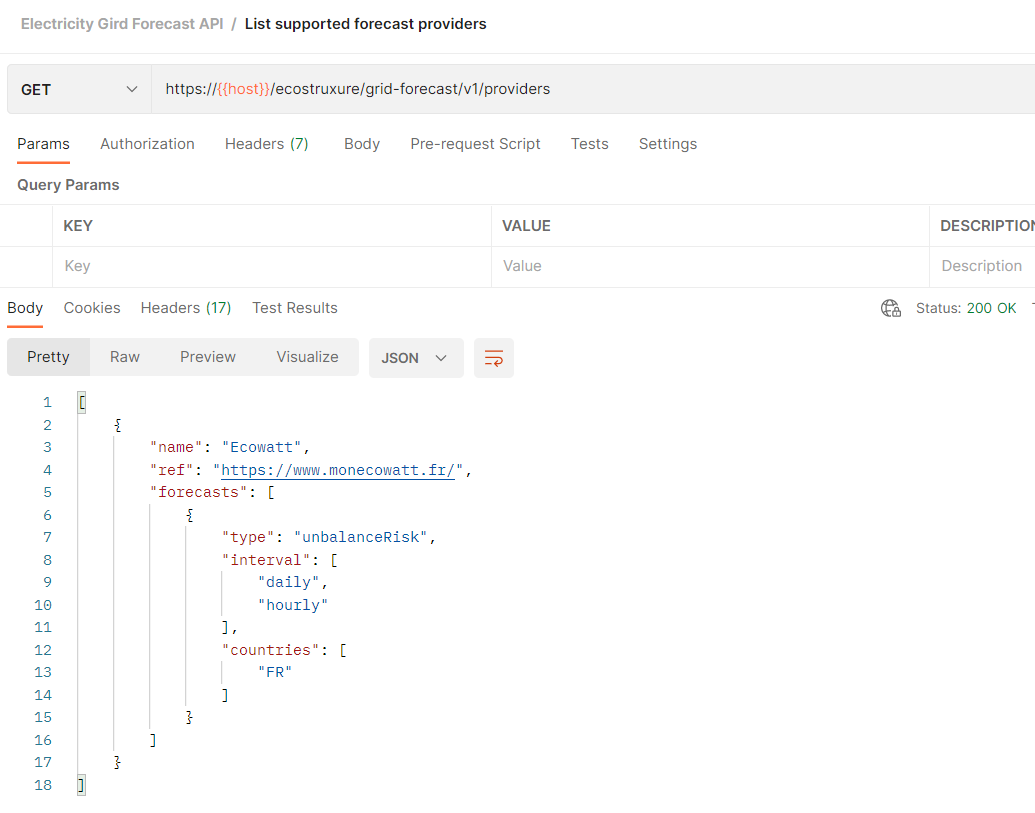 Electricity Gird Forecast API / List supported forecast providers
GET https://{{host}}/ecostruxure/grid-forecast/v1/providers
Params Authorization Headers (7) Body Pre-request Script Tests Settings
Query Params
KEY VALUE DESCRIPTION
Key Value Description
Body Cookies Headers (17) Test Results Status: 200 OK
Pretty Raw Preview Visualize JSON
1 [
2 {
3 "name": "Ecowatt",
4 "ref": "https://www.monecowatt.fr/",
5 "forecasts": [
6 {
7 "type": "unbalanceRisk",
8 "interval": [
9 "daily",
10 "hourly"
11 ],
12 "countries": [
13 "FR"
14 ]
15 }
16 ]
17 }
18 ]